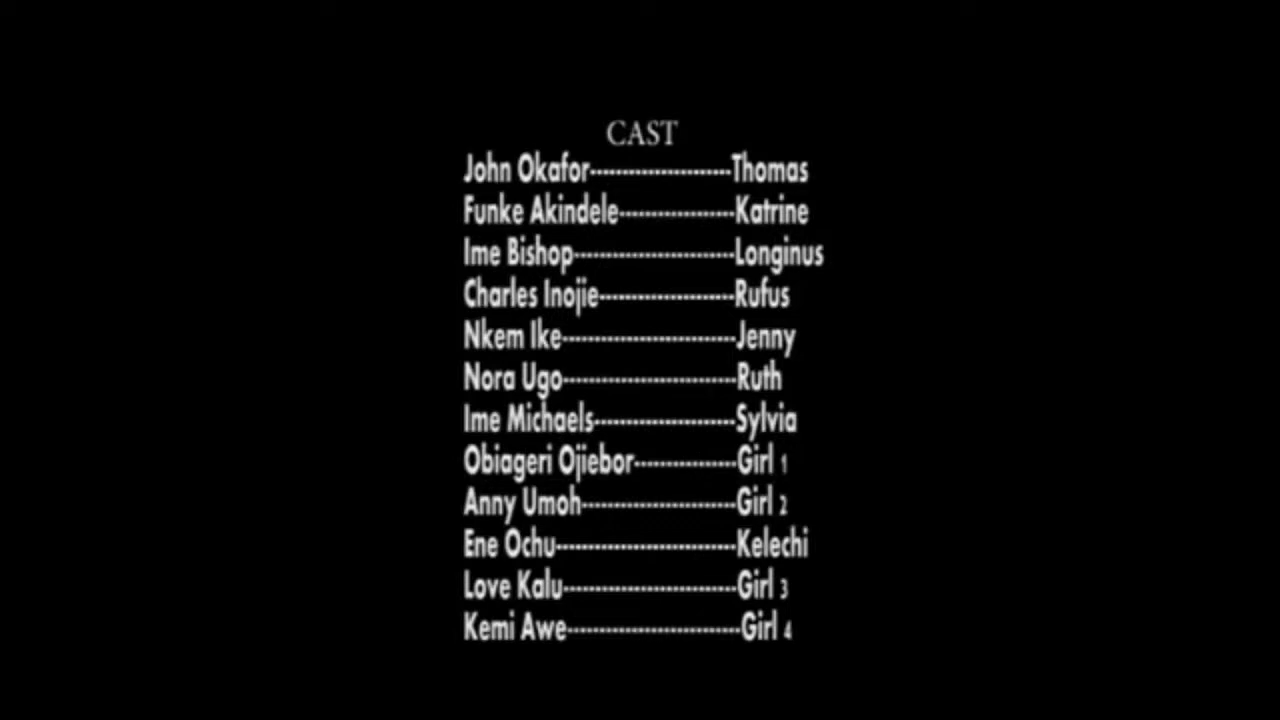 CAST
John Okafor----------------------Thomas
Funke Akindele------------------Katrine
Ime Bishop-------------------------Longinus
Charles Inojie---------------------Rufus
Nkem Ike---------------------------Jenny
Nora Ugo---------------------------Ruth
Ime Michaels----------------------Sylvia
Obiageri Ojiebor----------------Girl 1
Anny Umoh------------------------Girl 2
Ene Ochu----------------------------Kelechi
Love Kalu---------------------------Girl 3
Kemi Awe---------------------------Girl 4